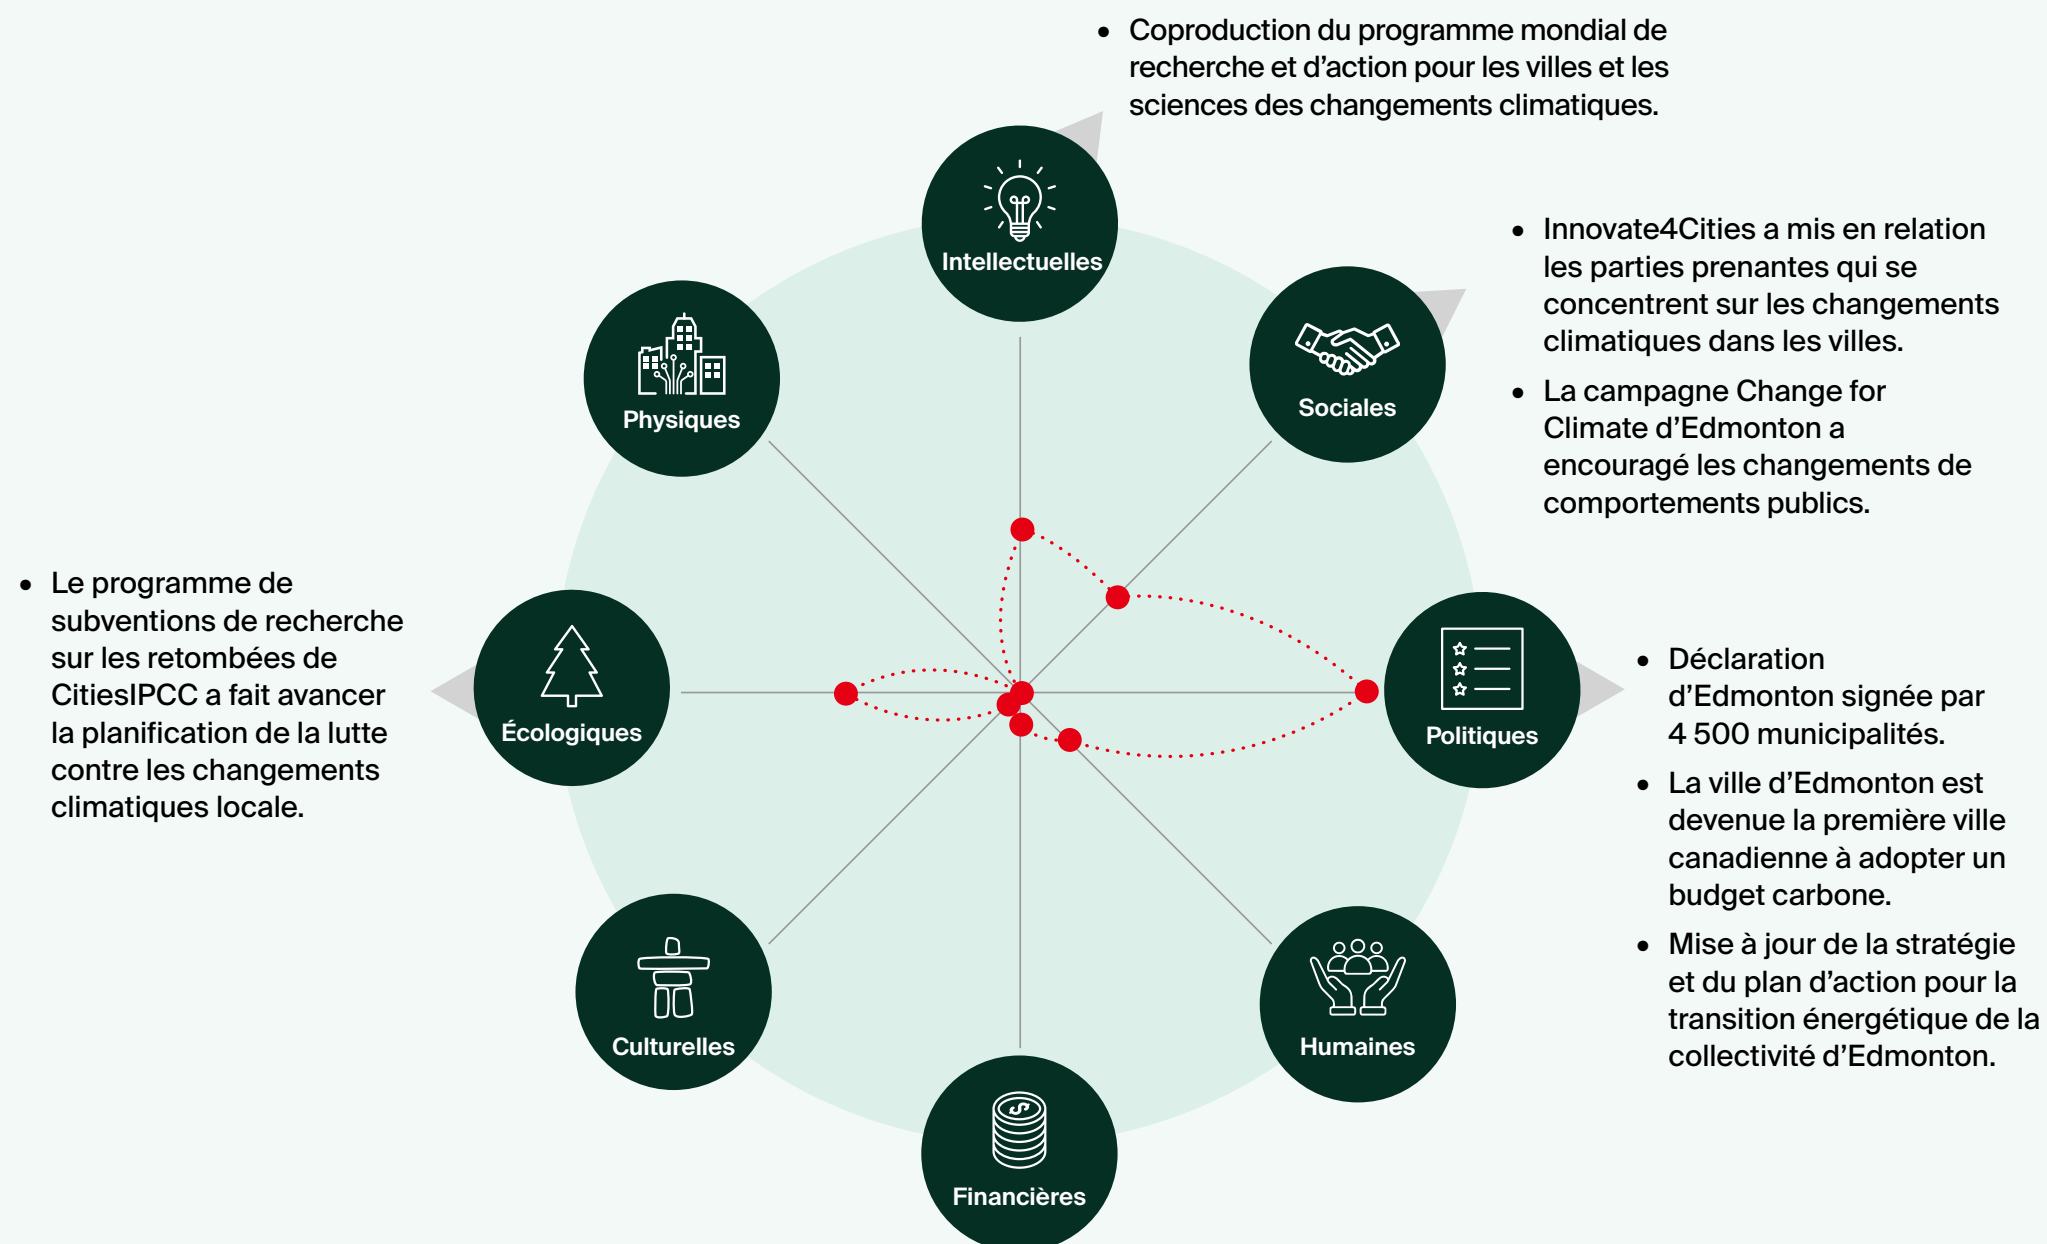 • Coproduction du programme mondial de
recherche et d’action pour les villes et les
sciences des changements climatiques.
Intellectuelles
• Innovate4Cities a mis en relation
les parties prenantes qui se
concentrent sur les changements
climatiques dans les villes.
• La campagne Change for
Climate d’Edmonton a
encouragé les changements de
comportements publics.
Sociales
Physiques
• Le programme de
subventions de recherche
sur les retombées de
CitiesIPCC a fait avancer
la planification de la lutte
contre les changements
climatiques locale.
Écologiques
Politiques
• Déclaration
d’Edmonton signée par
4 500 municipalités.
• La ville d’Edmonton est
devenue la première ville
canadienne à adopter un
budget carbone.
• Mise à jour de la stratégie
et du plan d’action pour la
transition énergétique de la
collectivité d’Edmonton.
Culturelles
Humaines
Financières